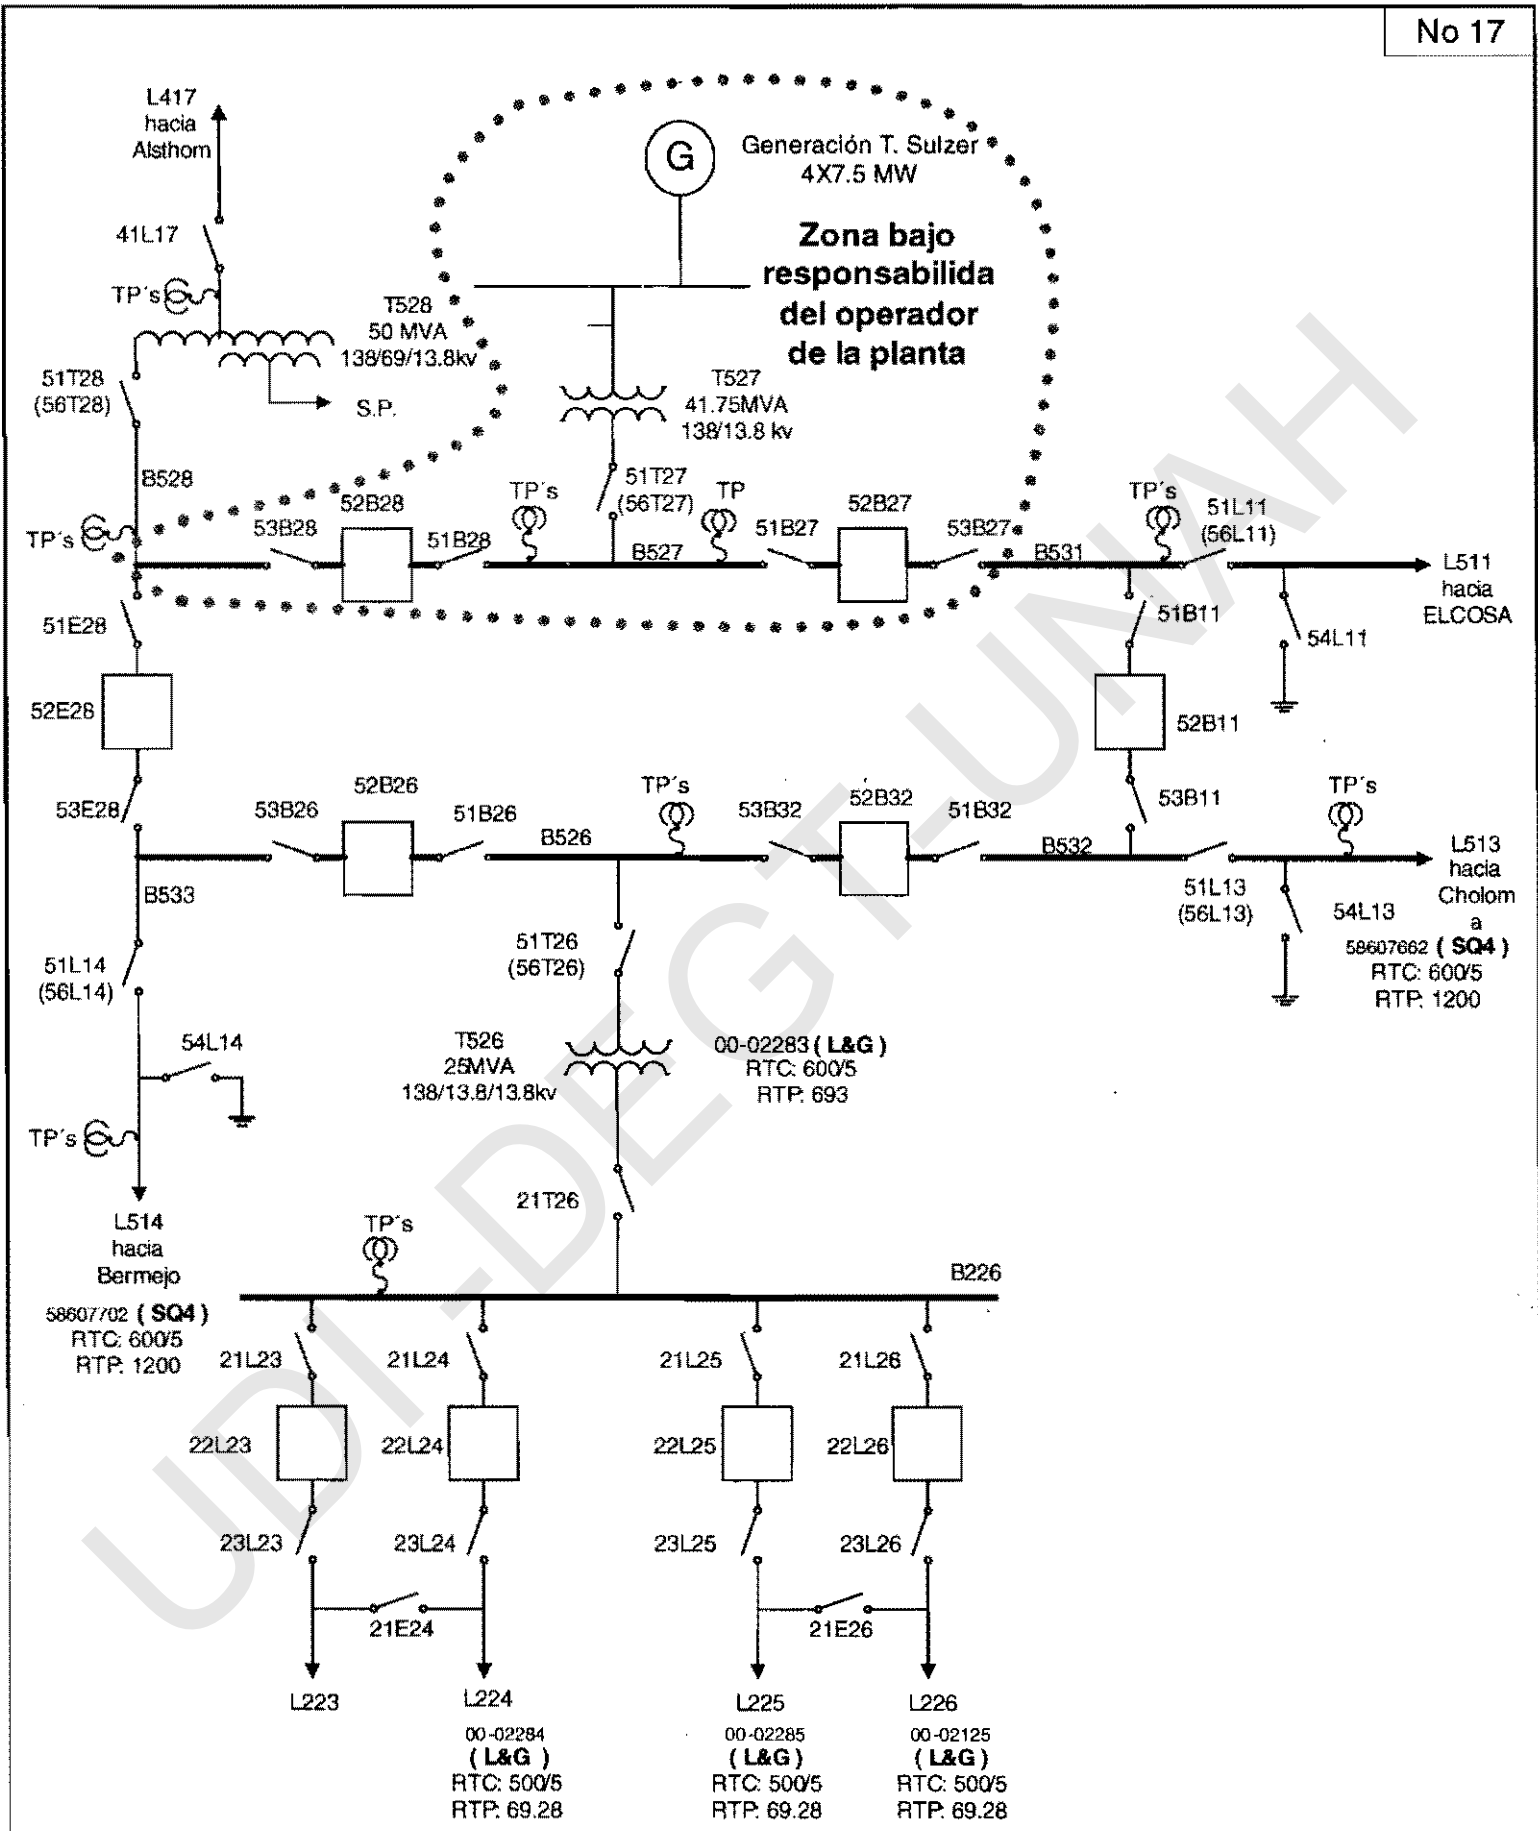 No 17
L417
hacia
Alsthom
G
Generación T. Sulzer
4X7.5 MW
Zona bajo
responsabilida
del operador
de la planta
41L17
TP's
T528
50 MVA
138/69/13.8kv
S.P.
51T28
(56T28)
T527
41.75MVA
138/13.8 kv
B528
TP's
53B28
52B28
51B28
TP's
51T27
(56T27)
TP
B527
51B27
52B27
53B27
B531
TP's
51L11
(56L11)
L511
hacia
ELCOSA
51E28
51B11
54L11
52E28
52B11
53E28
53B26
52B26
51B26
B526
TP's
53B32
52B32
51B32
B532
53B11
TP's
L513
hacia
Cholom
a
58607662 ( SQ4 )
RTC: 600/5
RTP: 1200
B533
51L13
(56L13)
54L13
51L14
(56L14)
51T26
(56T26)
54L14
T526
25MVA
138/13.8/13.8kv
00-02283 ( L&G )
RTC: 600/5
RTP: 693
TP's
21T26
L514
hacia
Bermejo
58607702 ( SQ4 )
RTC: 600/5
RTP: 1200
TP's
B226
21L23
21L24
21L25
21L26
22L23
22L24
22L25
22L26
23L23
23L24
23L25
23L26
21E24
21E26
L223
L224
00-02284
( L&G )
RTC: 500/5
RTP: 69.28
L225
00-02285
( L&G )
RTC: 500/5
RTP: 69.28
L226
00-02125
( L&G )
RTC: 500/5
RTP: 69.28
UDI-DEGT-UNAH